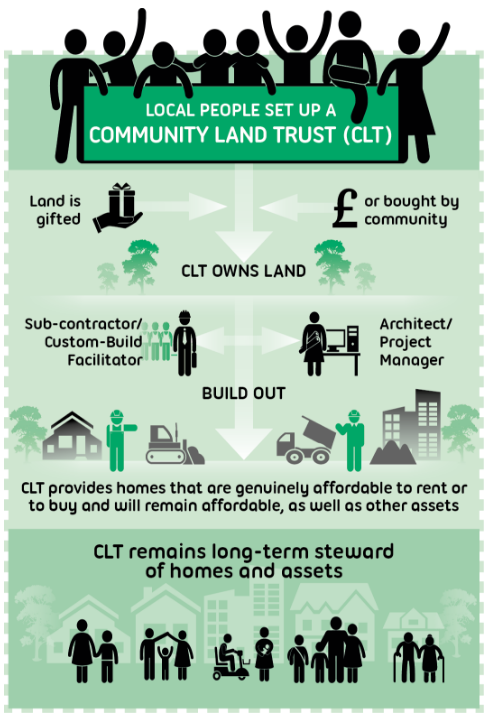 LOCAL PEOPLE SET UP A
COMMUNITY LAND TRUST (CLT)
Land is
gifted
£
or bought by
community
CLT OWNS LAND
Sub-contractor/
Custom-Build
Facilitator
Architect/
Project
Manager
BUILD OUT
CLT provides homes that are genuinely affordable to rent or
to buy and will remain affordable, as well as other assets
CLT remains long-term steward
of homes and assets